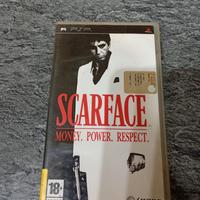 PSP
SCARFACE
MONEY. POWER. RESPECT.
18+